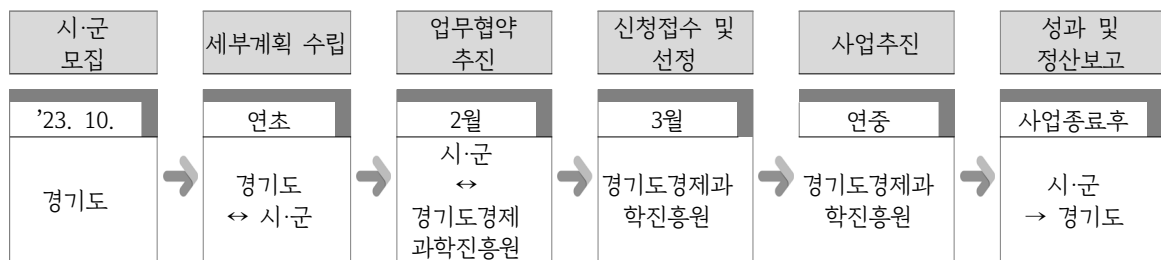 시·군
모집
세부계획 수립
업무협약
추진
신청접수 및
선정
사업추진
성과 및
정산보고
'23. 10.
연초
2월
3월
연중
사업종료후
경기도
경기도
↔ 시·군
시·군
↔
경기도경제
과학진흥원
경기도경제과
학진흥원
경기도경제과
학진흥원
시·군
→ 경기도